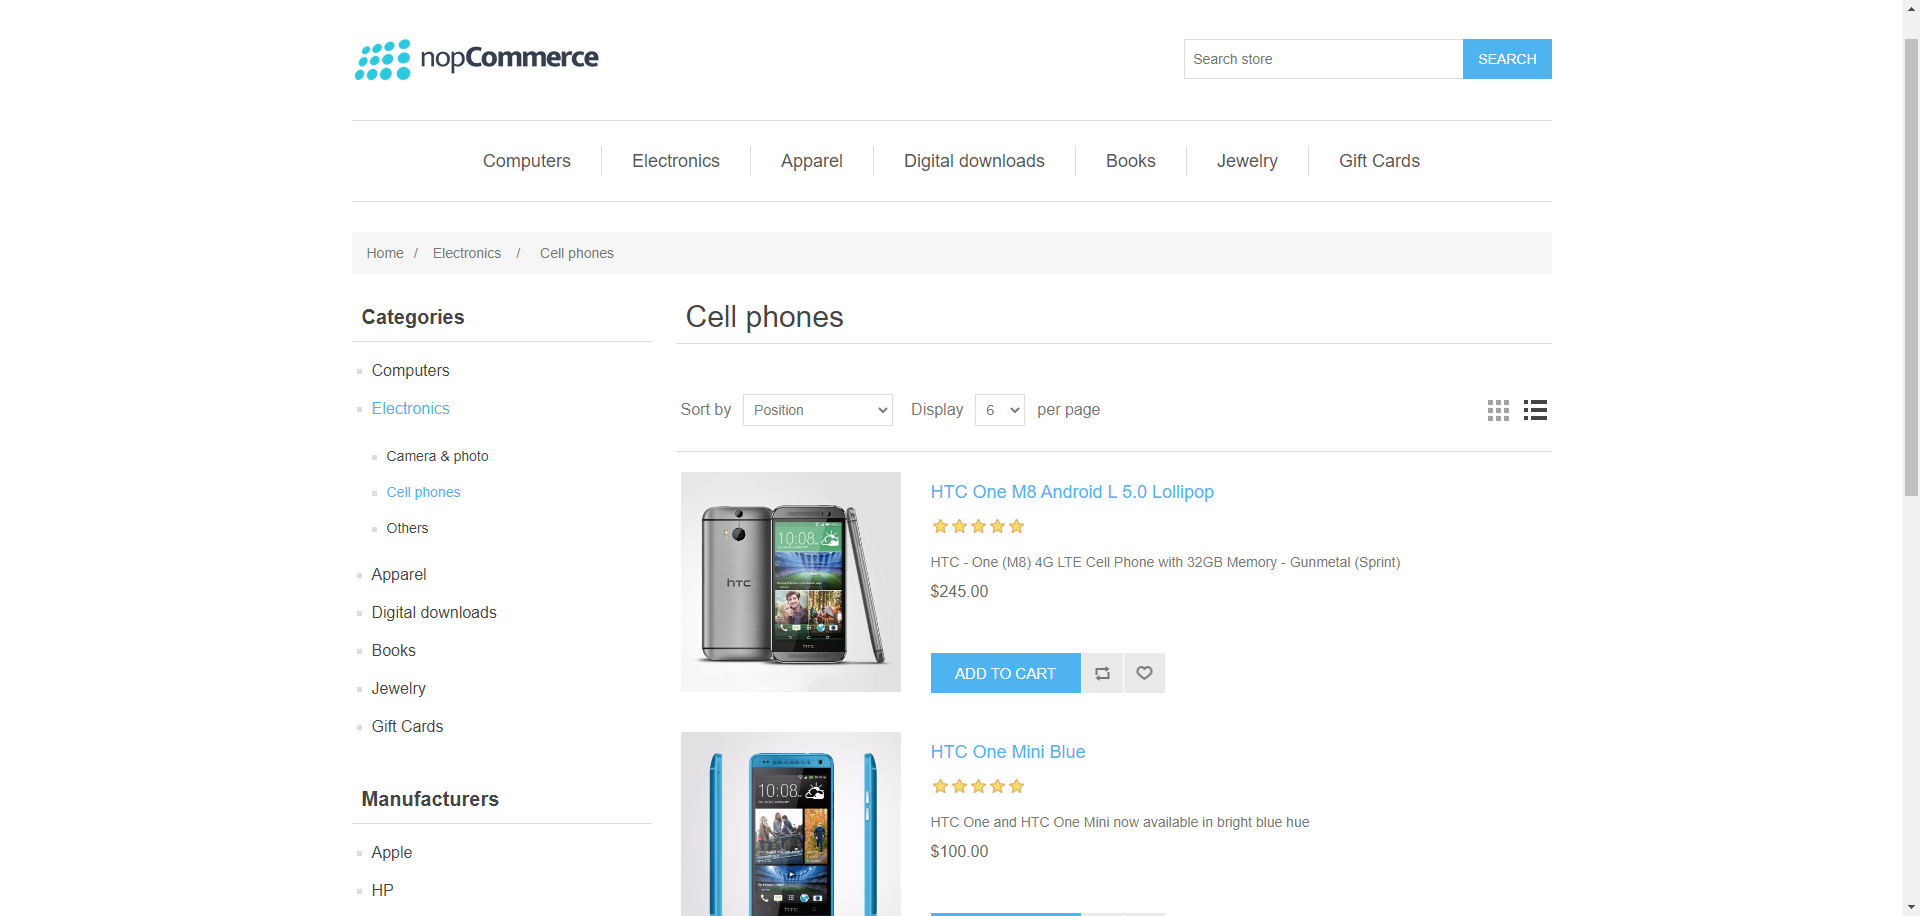 nopCommerce
Search store
SEARCH
Computers
Electronics
Apparel
Digital downloads
Books
Jewelry
Gift Cards
Home / Electronics / Cell phones
Categories
Computers
Electronics
Camera & photo
Cell phones
Others
Apparel
Digital downloads
Books
Jewelry
Gift Cards
Manufacturers
Apple
HP
Cell phones
Sort by Position Display 6 per page
10:08
hTC
hTC
HTC One M8 Android L 5.0 Lollipop
HTC - One (M8) 4G LTE Cell Phone with 32GB Memory - Gunmetal (Sprint)
$245.00
ADD TO CART
10:08
hTC
HTC One Mini Blue
HTC One and HTC One Mini now available in bright blue hue
$100.00